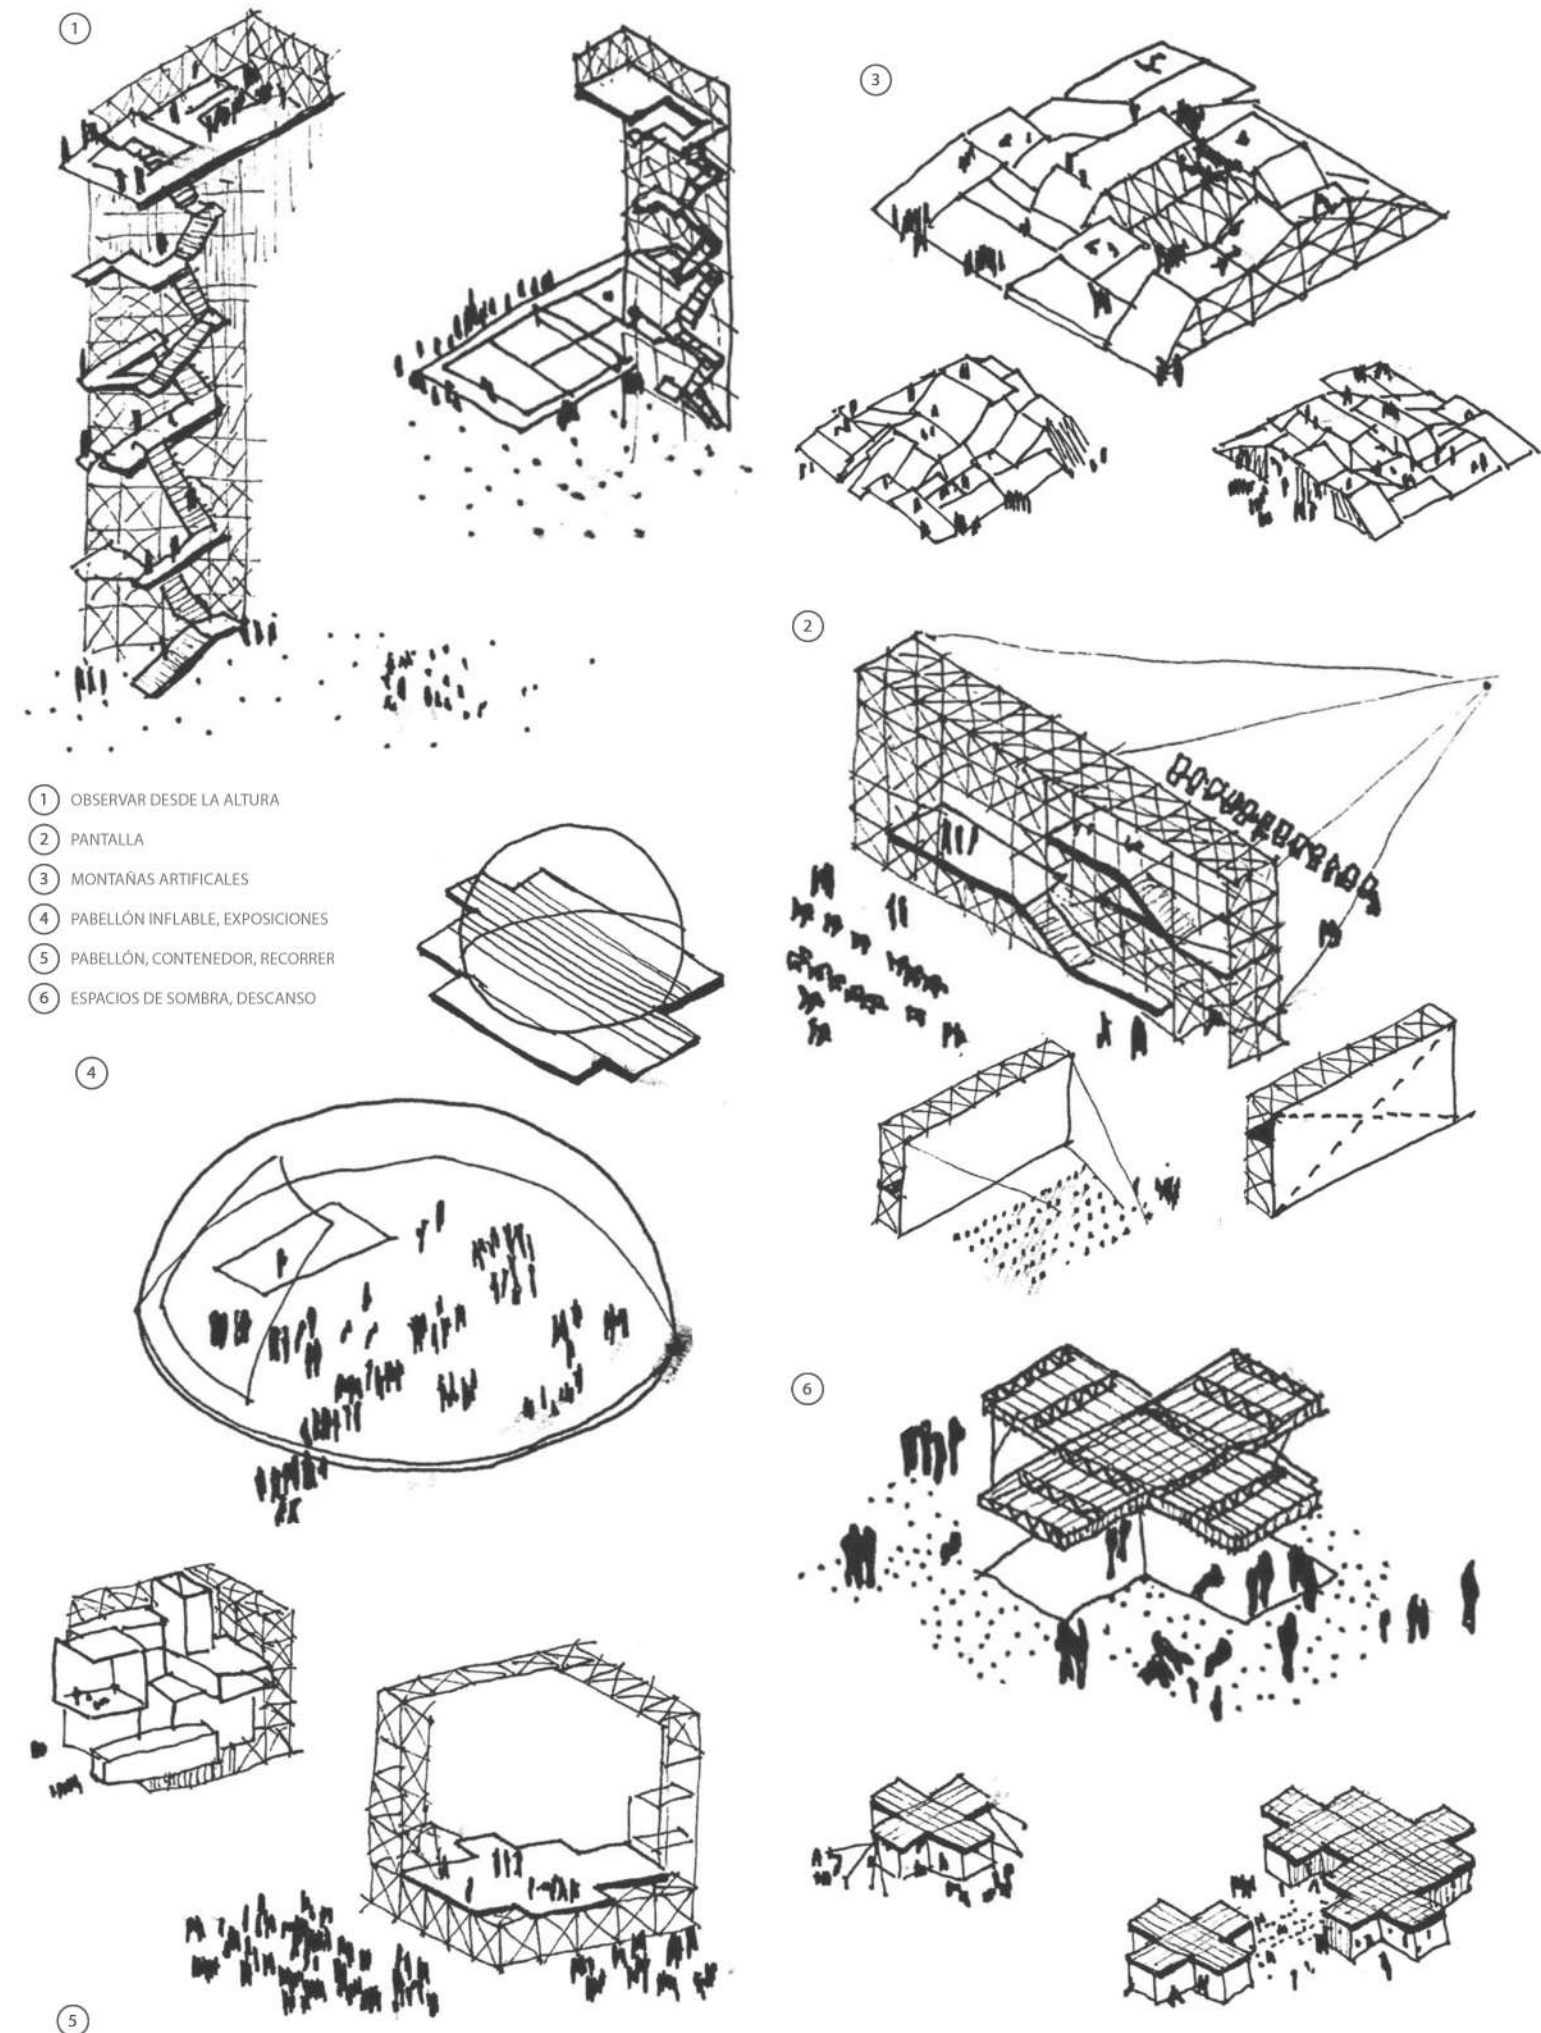 1
3
2
1 OBSERVAR DESDE LA ALTURA
2 PANTALLA
3 MONTAÑAS ARTIFICALES
4 PABELLÓN INFLABLE, EXPOSICIONES
5 PABELLÓN, CONTENEDOR, RECORRER
6 ESPACIOS DE SOMBRA, DESCANSO
4
6
5